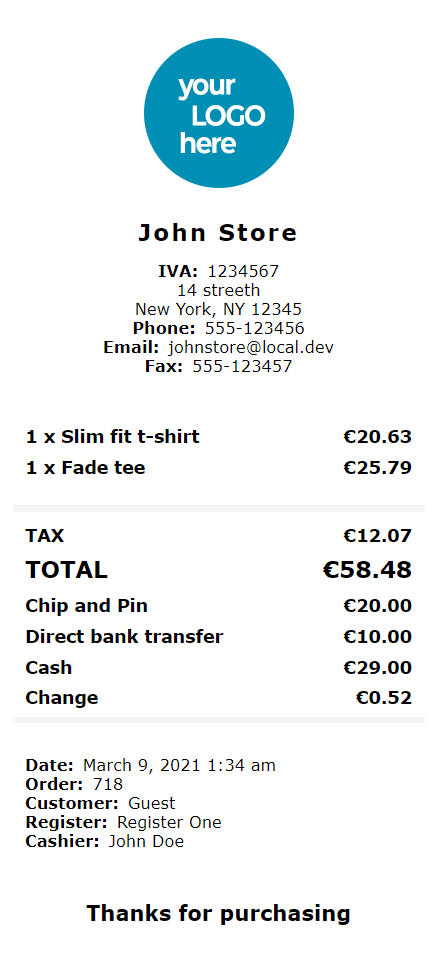 your
LOGO
here
John Store
IVA: 1234567
14 streeth
New York, NY 12345
Phone: 555-123456
Email: johnstore@local.dev
Fax: 555-123457
1 x Slim fit t-shirt €20.63
1 x Fade tee €25.79
TAX €12.07
TOTAL €58.48
Chip and Pin €20.00
Direct bank transfer €10.00
Cash €29.00
Change €0.52
Date: March 9, 2021 1:34 am
Order: 718
Customer: Guest
Register: Register One
Cashier: John Doe
Thanks for purchasing